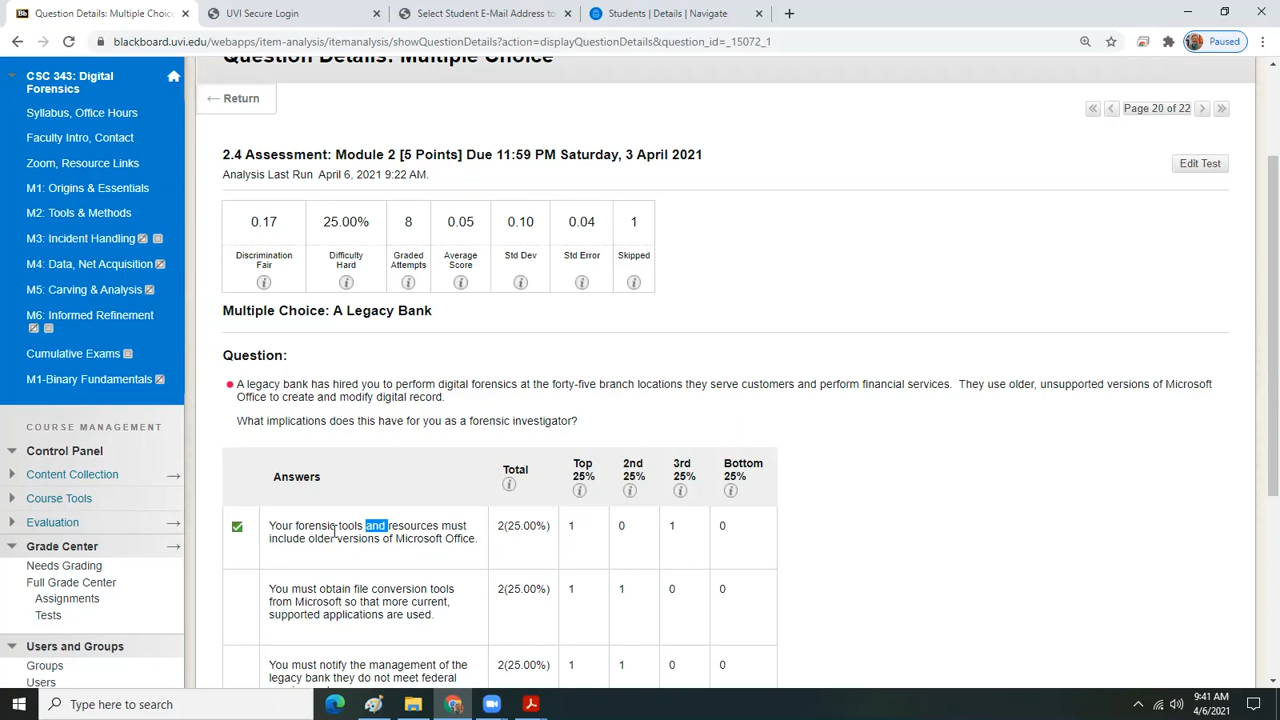 Question Details: Multiple Choic
UVI Secure Login
Select Student E-Mail Address to
Students | Details | Navigate
blackboard.uvi.edu/webapps/item-analysis/itemanalysis/showQuestionDetails?action=displayQuestionDetails&question_id=_15072_1
Paused
CSC 343: Digital
Forensics
Syllabus, Office Hours
Faculty Intro, Contact
Zoom, Resource Links
M1: Origins & Essentials
M2: Tools & Methods
M3: Incident Handling
M4: Data, Net Acquisition
M5: Carving & Analysis
M6: Informed Refinement
Cumulative Exams
M1-Binary Fundamentals
COURSE MANAGEMENT
Control Panel
Content Collection
Course Tools
Evaluation
Grade Center
Needs Grading
Full Grade Center
Assignments
Tests
Users and Groups
Groups
Users
Question Details: Multiple Choice
← Return
Page 20 of 22
2.4 Assessment: Module 2 [5 Points] Due 11:59 PM Saturday, 3 April 2021
Edit Test
Analysis Last Run April 6, 2021 9:22 AM.
0.17 25.00% 8 0.05 0.10 0.04 1
Discrimination Difficulty Graded Average Std Dev Std Error Skipped
Fair Hard Attempts Score
Multiple Choice: A Legacy Bank
Question:
A legacy bank has hired you to perform digital forensics at the forty-five branch locations they serve customers and perform financial services. They use older, unsupported versions of Microsoft
Office to create and modify digital record.
What implications does this have for you as a forensic investigator?
Answers Total Top 25% 2nd 25% 3rd 25% Bottom 25%
Your forensic tools and resources must 2(25.00%) 1 0 1 0
include older versions of Microsoft Office.
You must obtain file conversion tools 2(25.00%) 1 1 0 0
from Microsoft so that more current,
supported applications are used.
You must notify the management of the 2(25.00%) 1 1 0 0
legacy bank they do not meet federal
Type here to search
9:41 AM
4/6/2021